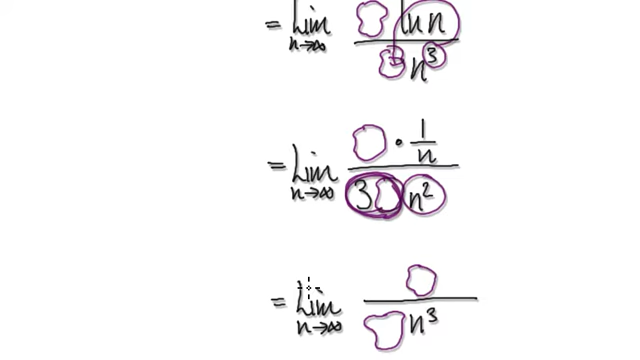 = lim n→∞ ln n / n³
= lim n→∞ · 1/n / 3 n²
= lim n→∞ / n³